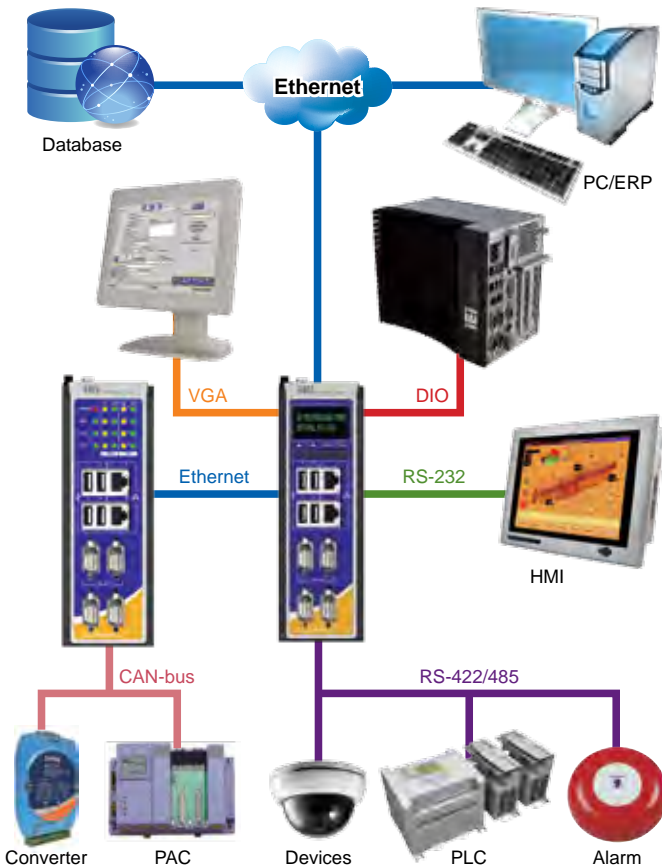 Ethernet
Database
PC/ERP
VGA
DIO
Ethernet
RS-232
HMI
CAN-bus
RS-422/485
Converter
PAC
Devices
PLC
Alarm